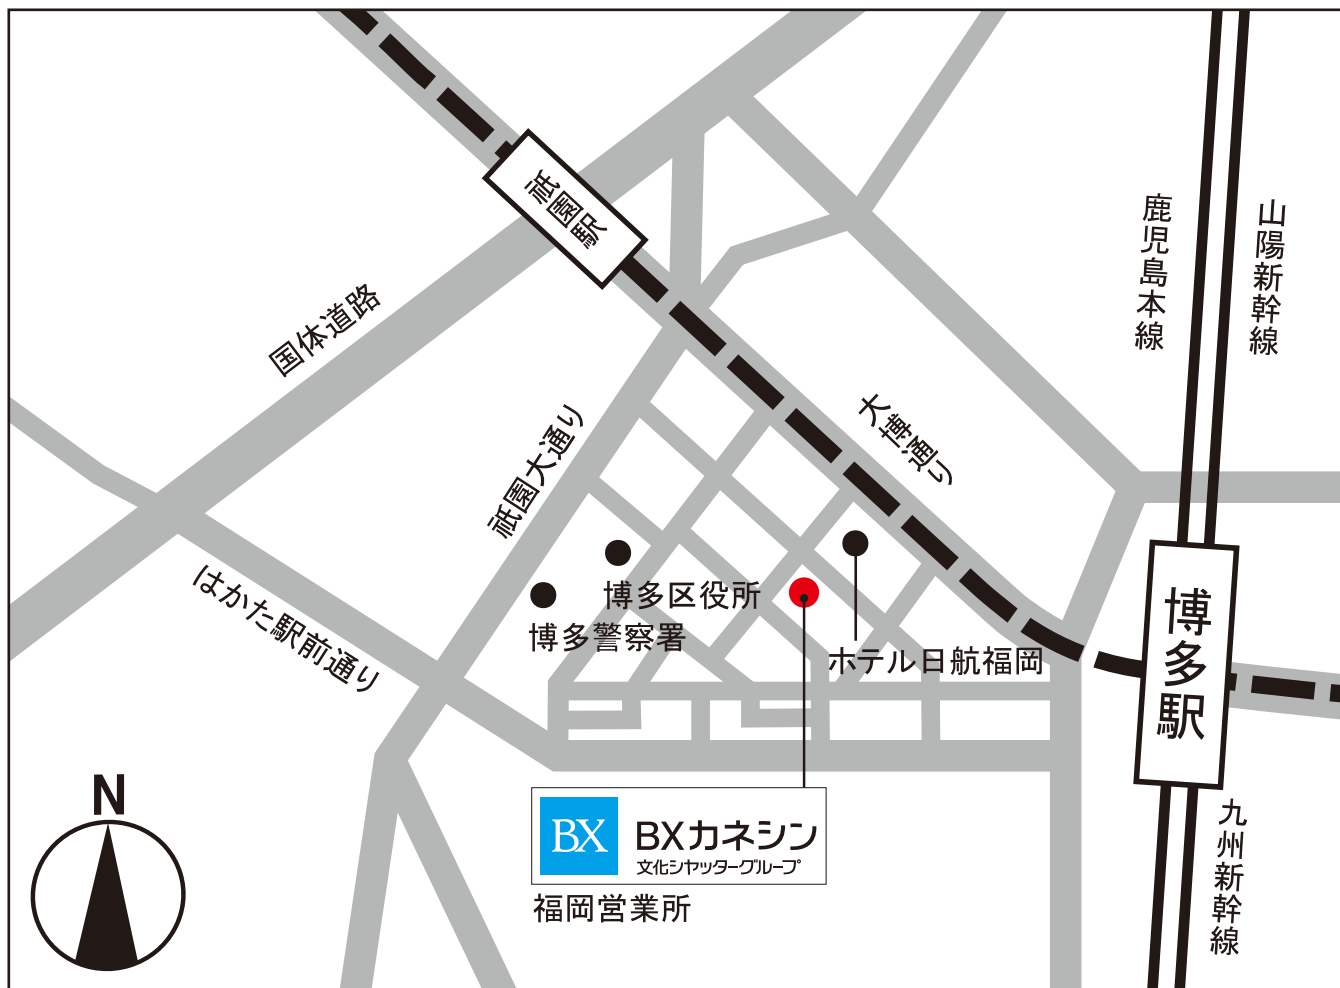 祇園駅
国体道路
鹿児島本線
山陽新幹線
大博通り
祇園大通り
はかた駅前通り
博多区役所
博多警察署
ホテル日航福岡
博多駅
N
BX
BXカネシン
文化シヤッターグループ
福岡営業所
九州新幹線